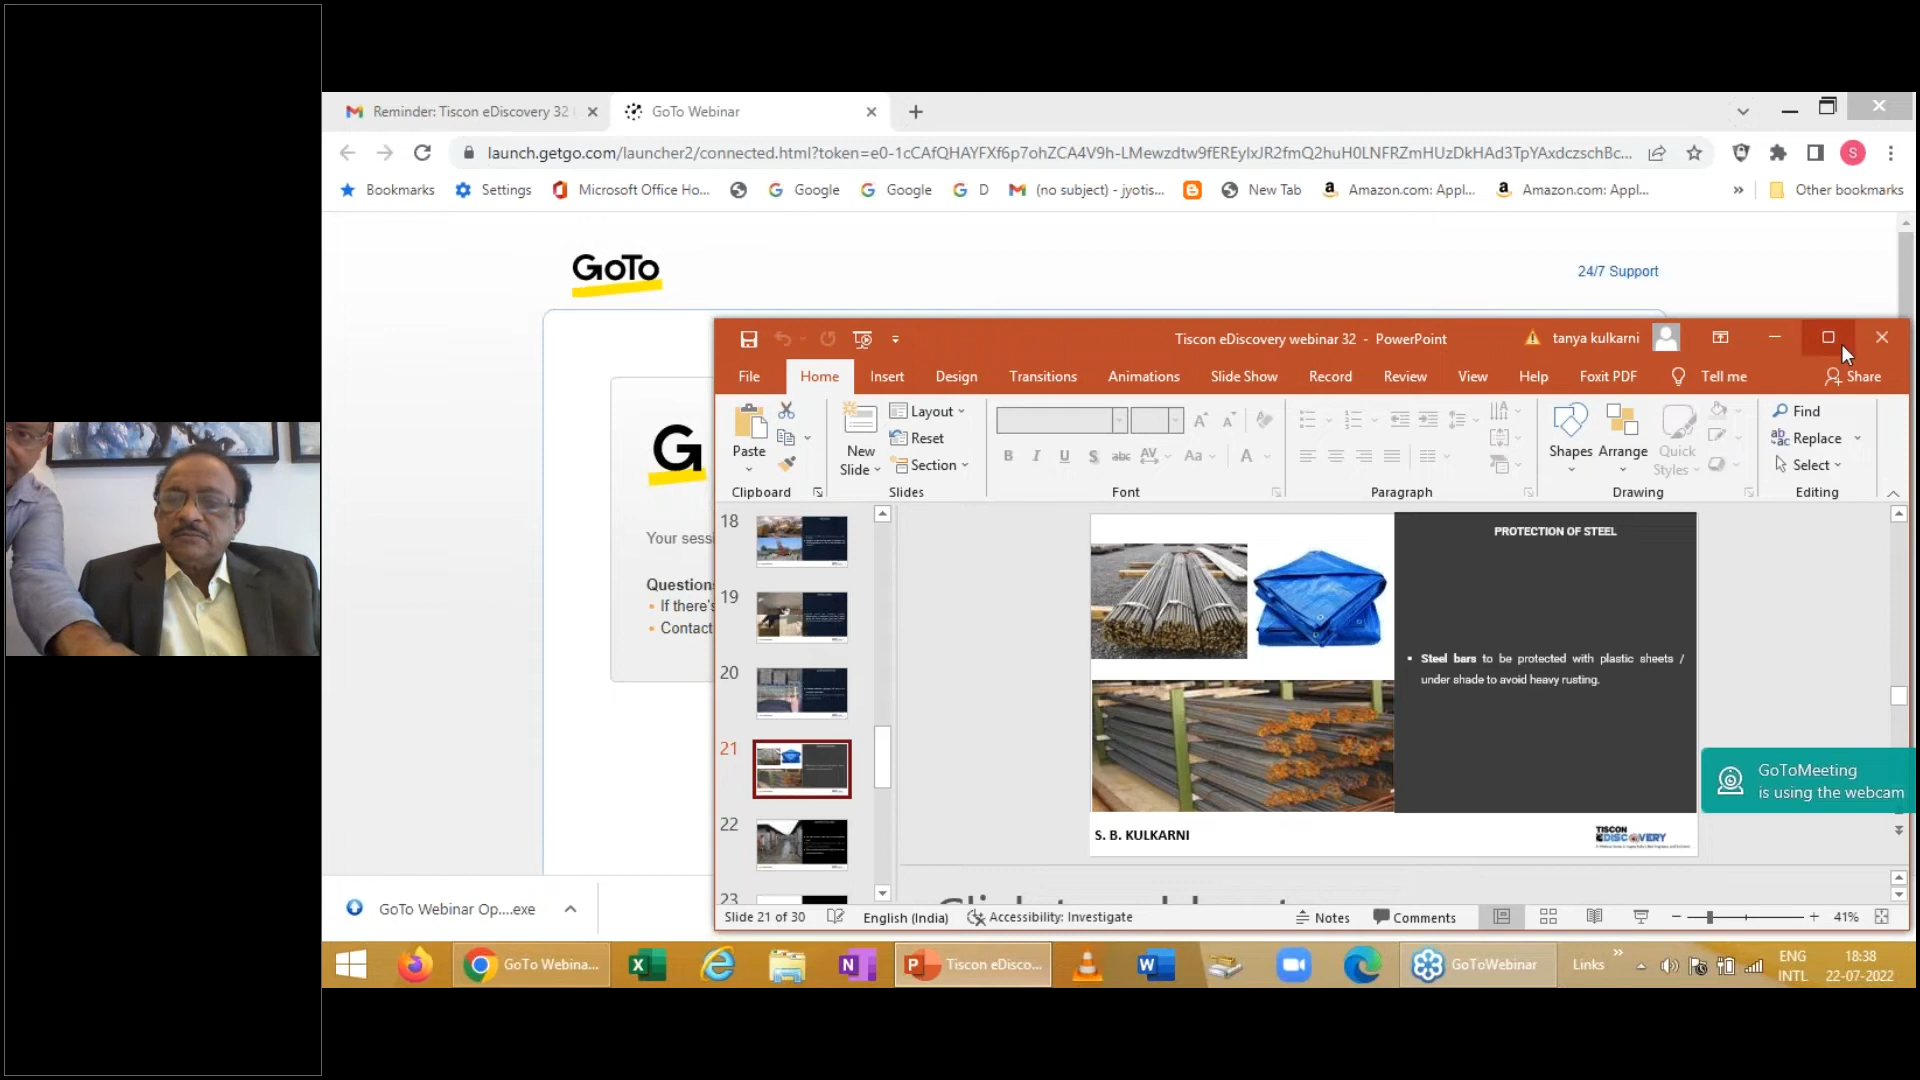 Reminder: Tiscon eDiscovery 32
GoTo Webinar
launch.getgo.com/launcher2/connected.html?token=e0-1cCAfQHAYFXf6p7ohZCA4V9h-LMewzdtw9fEREylxJR2fmQ2huH0LNFRZmHUzDkHAd3TpYAxdczschBc...
S
Bookmarks
Settings
Microsoft Office Ho...
Google
Google
D
(no subject) - jyotis...
New Tab
Amazon.com: Appl...
Amazon.com: Appl...
»
Other bookmarks
GoTo
24/7 Support
Tiscon eDiscovery webinar 32 - PowerPoint
tanya kulkarni
File Home Insert Design Transitions Animations Slide Show Record Review View Help Foxit PDF Tell me Share
Paste
New
Slide
Layout
Reset
Section
Shapes
Arrange
Quick
Styles
Find
Replace
Select
Clipboard
Slides
Font
Paragraph
Drawing
Editing
G
Your sess
Question
If there's
Contact
18
19
20
21
22
23
PROTECTION OF STEEL
Steel bars to be protected with plastic sheets /
under shade to avoid heavy rusting.
S. B. KULKARNI
TISCON
eDISCOVERY
GoToMeeting
is using the webcam
Slide 21 of 30
English (India)
Accessibility: Investigate
Notes
Comments
41%
GoTo Webinar Op....exe
GoTo Webina...
Tiscon eDisco...
GoToWebinar
Links
ENG
INTL
18:38
22-07-2022